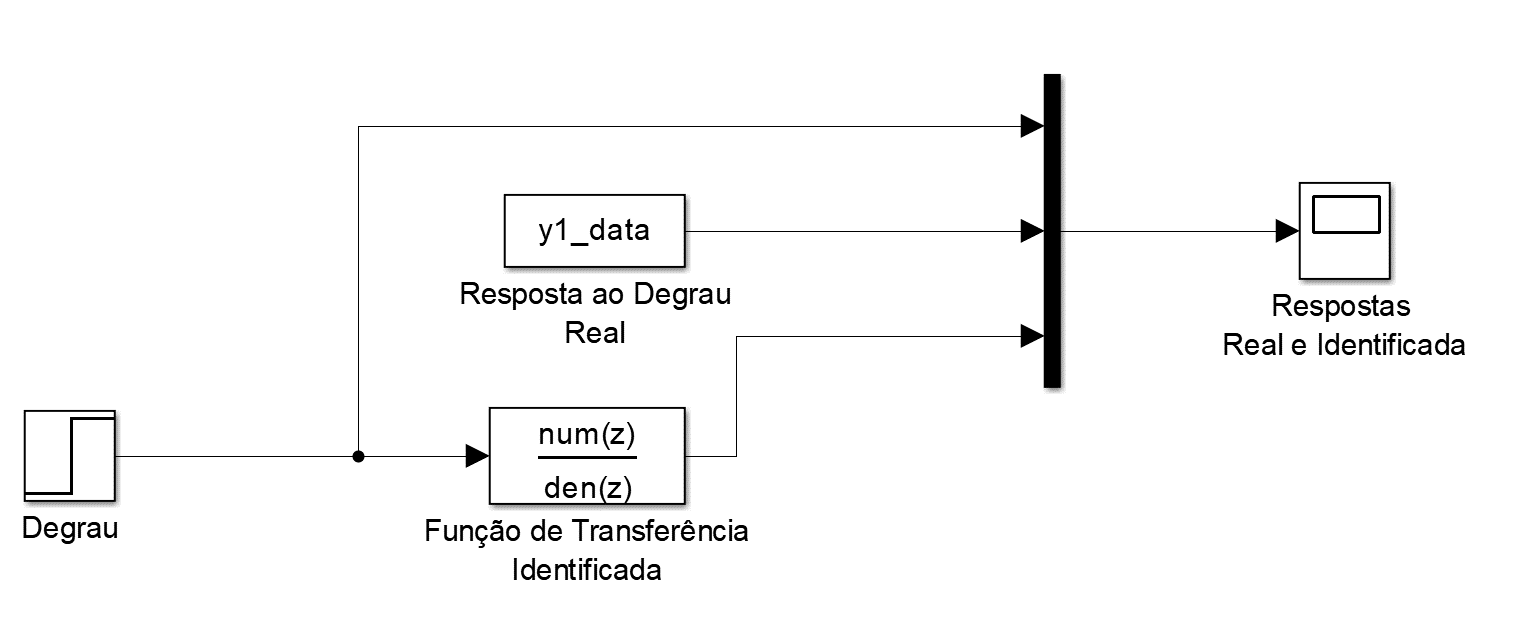 y1_data
Resposta ao Degrau
Real
Respostas
Real e Identificada
num(z)
den(z)
Degrau
Função de Transferência
Identificada